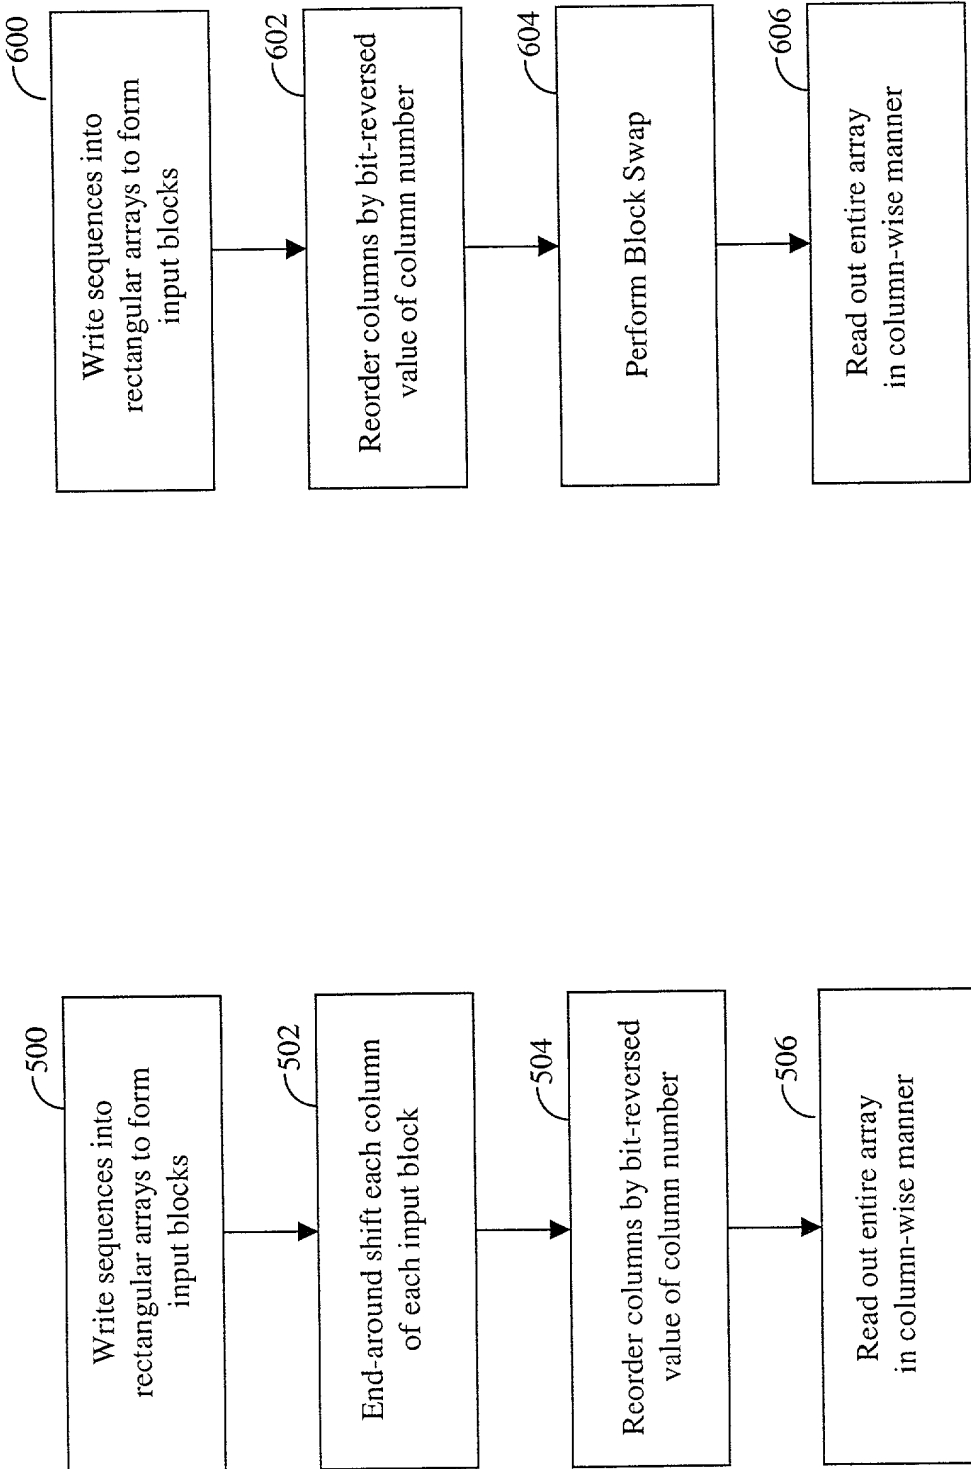 500
Write sequences into
rectangular arrays to form
input blocks
502
End-around shift each column
of each input block
504
Reorder columns by bit-reversed
value of column number
506
Read out entire array
in column-wise manner
600
Write sequences into
rectangular arrays to form
input blocks
602
Reorder columns by bit-reversed
value of column number
604
Perform Block Swap
606
Read out entire array
in column-wise manner